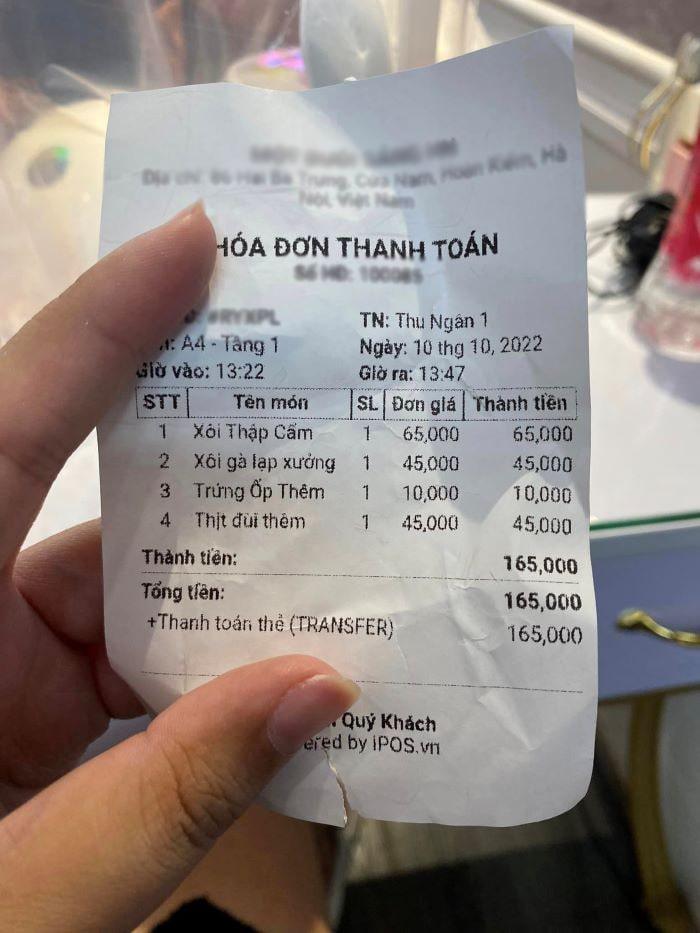 HÓA ĐƠN THANH TOÁN
TN: Thu Ngân 1
A4 - Tầng 1 Ngày: 10 thg 10, 2022
Giờ vào: 13:22 Giờ ra: 13:47
STT Tên món SL Đơn giá Thành tiền
1 Xôi Thập Cẩm 1 65,000 65,000
2 Xôi gà lạp xưởng 1 45,000 45,000
3 Trứng Ốp Thêm 1 10,000 10,000
4 Thịt đùi thêm 1 45,000 45,000
Thành tiền: 165,000
Tổng tiền: 165,000
+Thanh toán thẻ (TRANSFER) 165,000
Quý Khách
by iPOS.vn